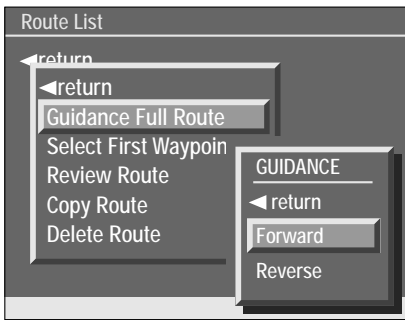 Route List
◄return
◄return
Guidance Full Route
Select First Waypoin
Review Route
Copy Route
Delete Route
GUIDANCE
◄ return
Forward
Reverse